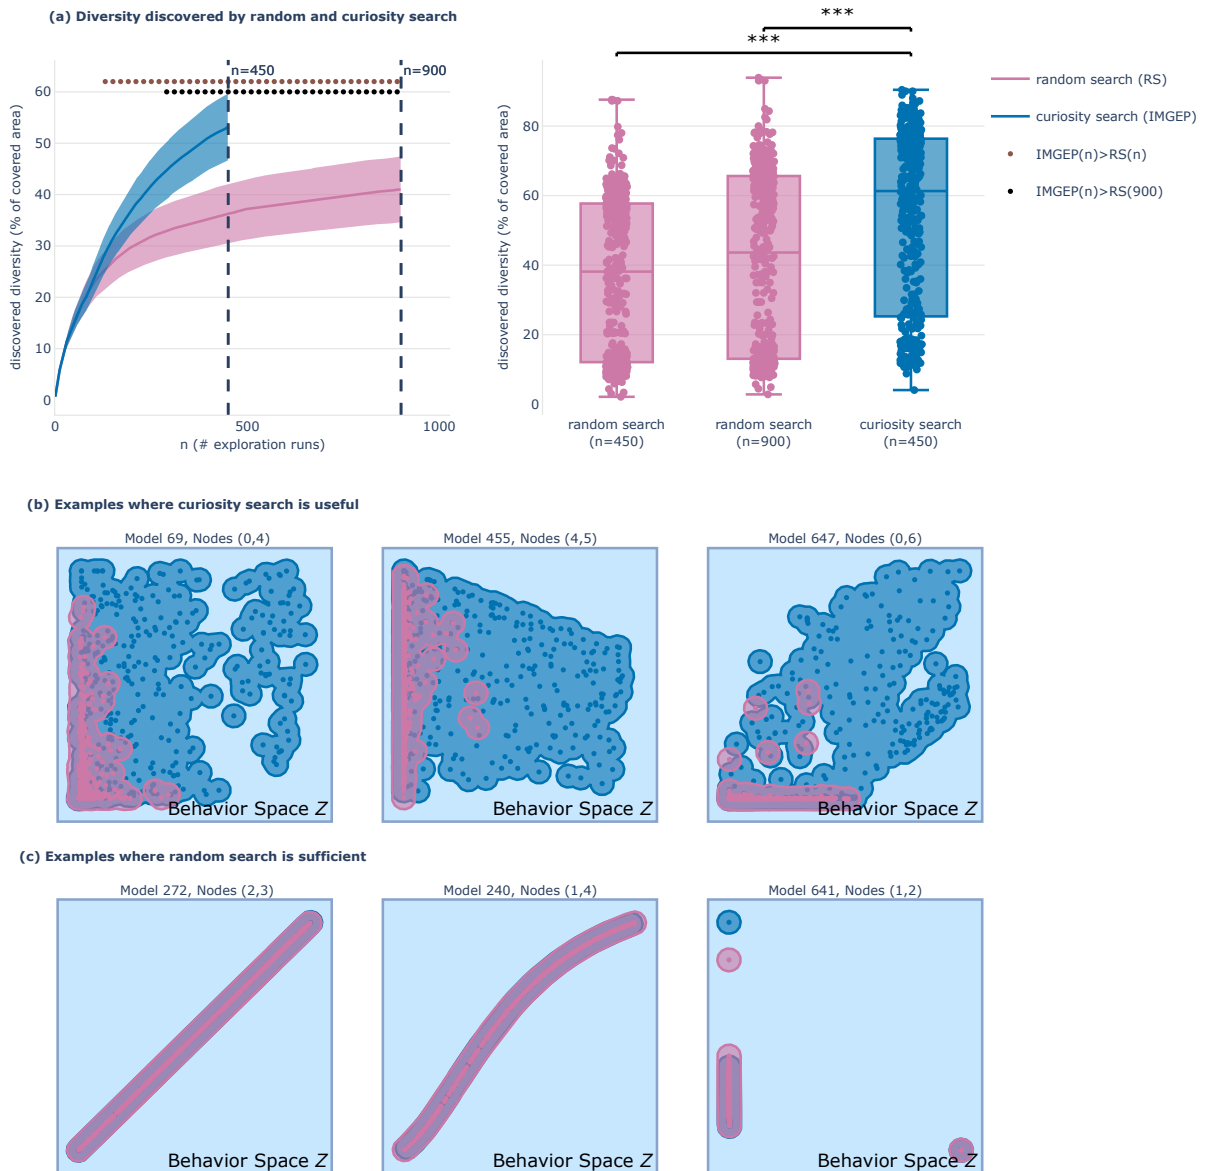 (a) Diversity discovered by random and curiosity search
n=450
n=900
60
50
40
30
20
10
0
0
500
1000
discovered diversity (% of covered area)
n (# exploration runs)
***
***
80
60
40
20
0
discovered diversity (% of covered area)
random search
(n=450)
random search
(n=900)
curiosity search
(n=450)
random search (RS)
curiosity search (IMGEP)
IMGEP(n)>RS(n)
IMGEP(n)>RS(900)
(b) Examples where curiosity search is useful
Model 69, Nodes (0,4)
Behavior Space Z
Model 455, Nodes (4,5)
Behavior Space Z
Model 647, Nodes (0,6)
Behavior Space Z
(c) Examples where random search is sufficient
Model 272, Nodes (2,3)
Behavior Space Z
Model 240, Nodes (1,4)
Behavior Space Z
Model 641, Nodes (1,2)
Behavior Space Z